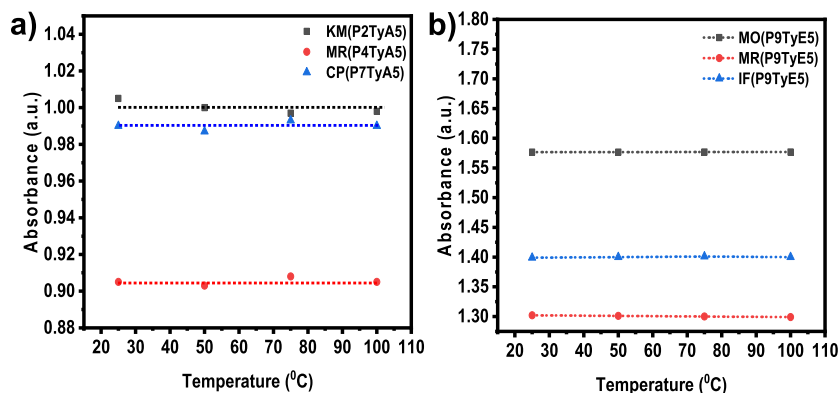 a)
KM(P2TyA5)
MR(P4TyA5)
CP(P7TyA5)
1.04
1.02
1.00
0.98
0.96
0.94
0.92
0.90
0.88
Absorbance (a.u.)
20 30 40 50 60 70 80 90 100 110
Temperature (⁰C)
b)
MO(P9TyE5)
MR(P9TyE5)
IF(P9TyE5)
1.80
1.75
1.70
1.65
1.60
1.55
1.50
1.45
1.40
1.35
1.30
Absorbance (a.u.)
20 30 40 50 60 70 80 90 100 110
Temperature (⁰C)